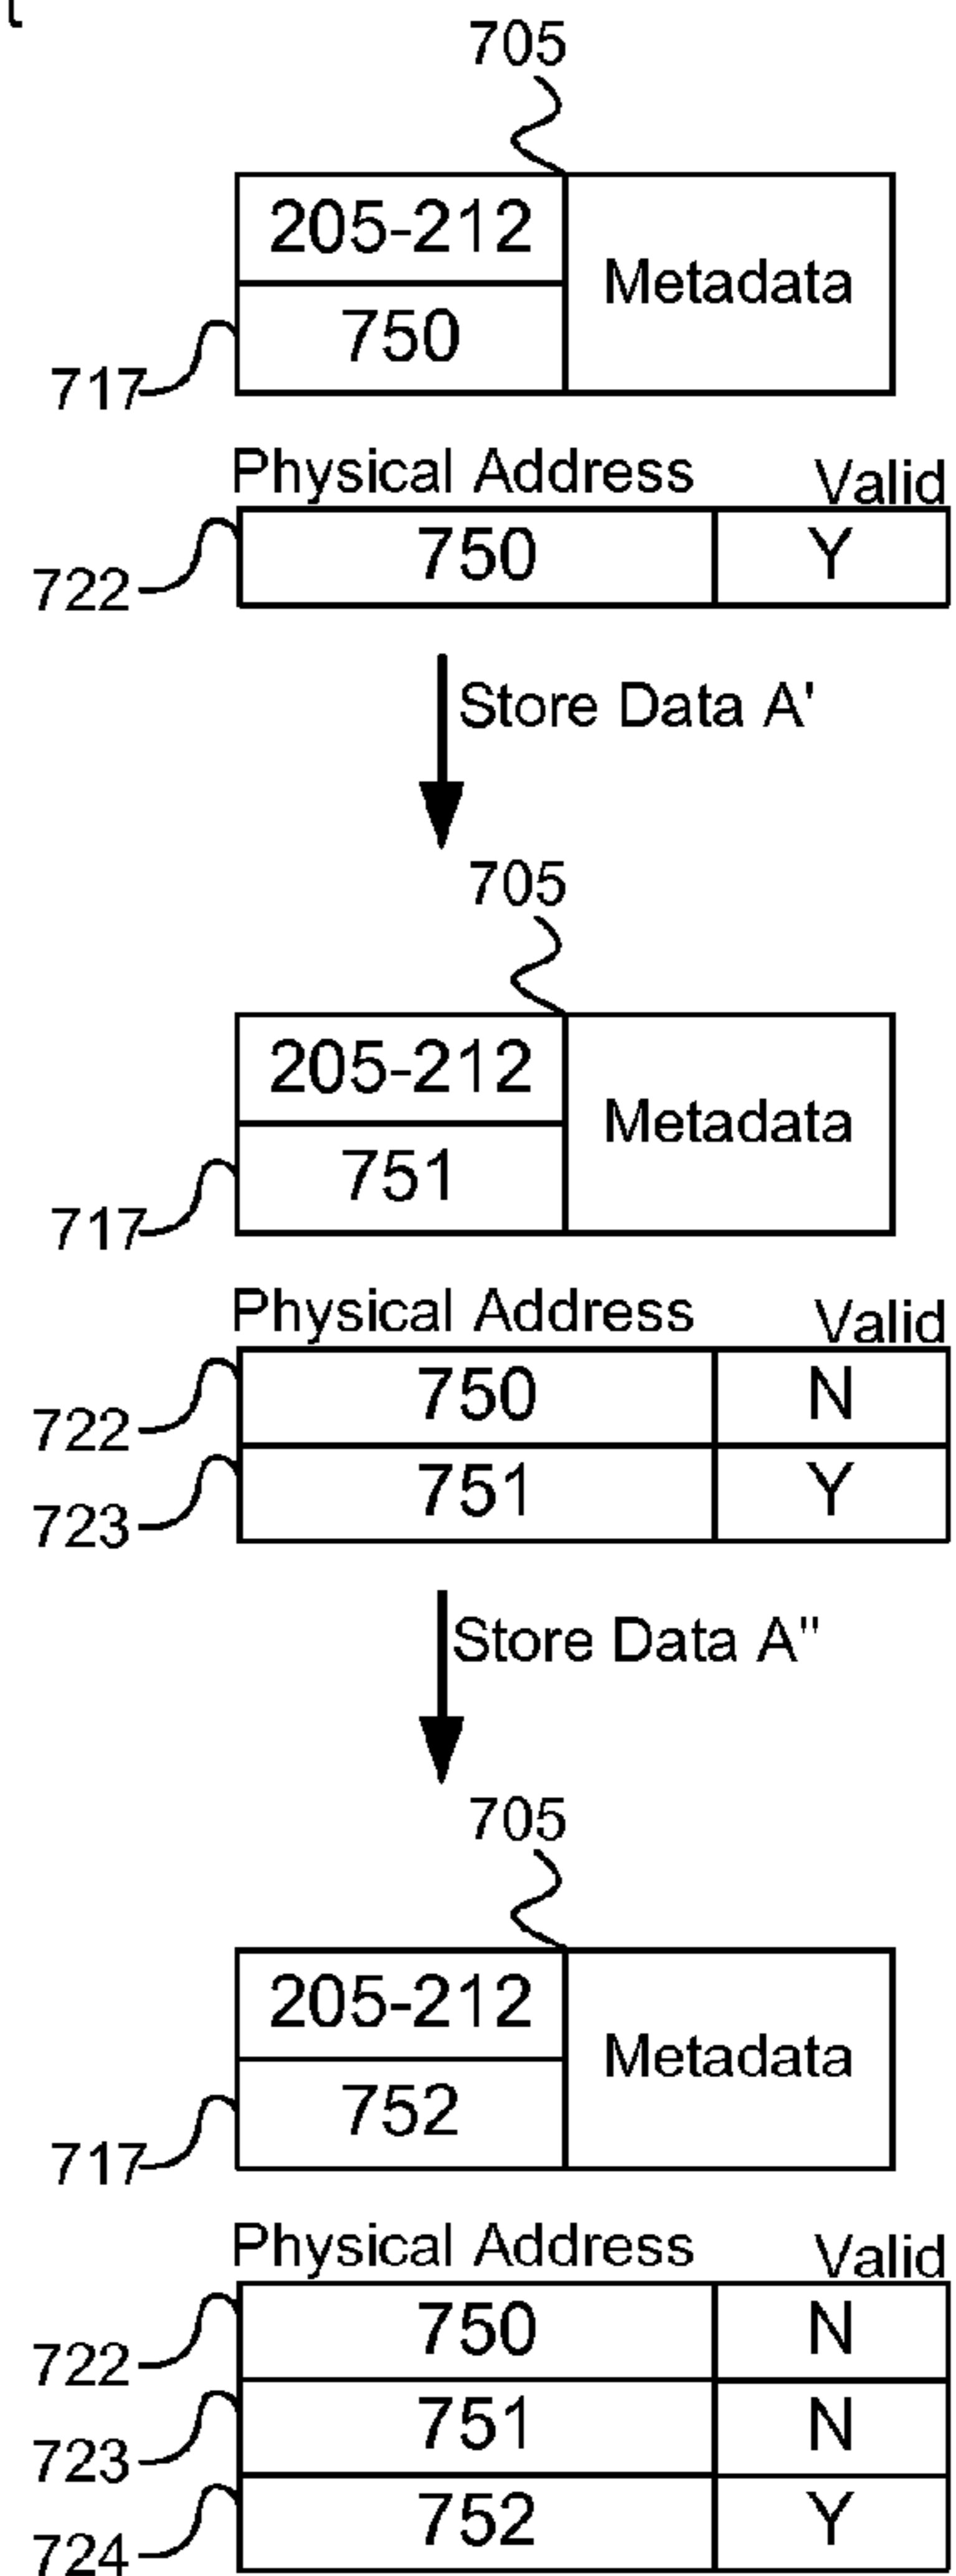 t
705
205-212
Metadata
750
717
Physical Address Valid
750 Y
722
Store Data A'
705
205-212
Metadata
751
717
Physical Address Valid
750 N
722
751 Y
723
Store Data A"
705
205-212
Metadata
752
717
Physical Address Valid
750 N
722
751 N
723
752 Y
724